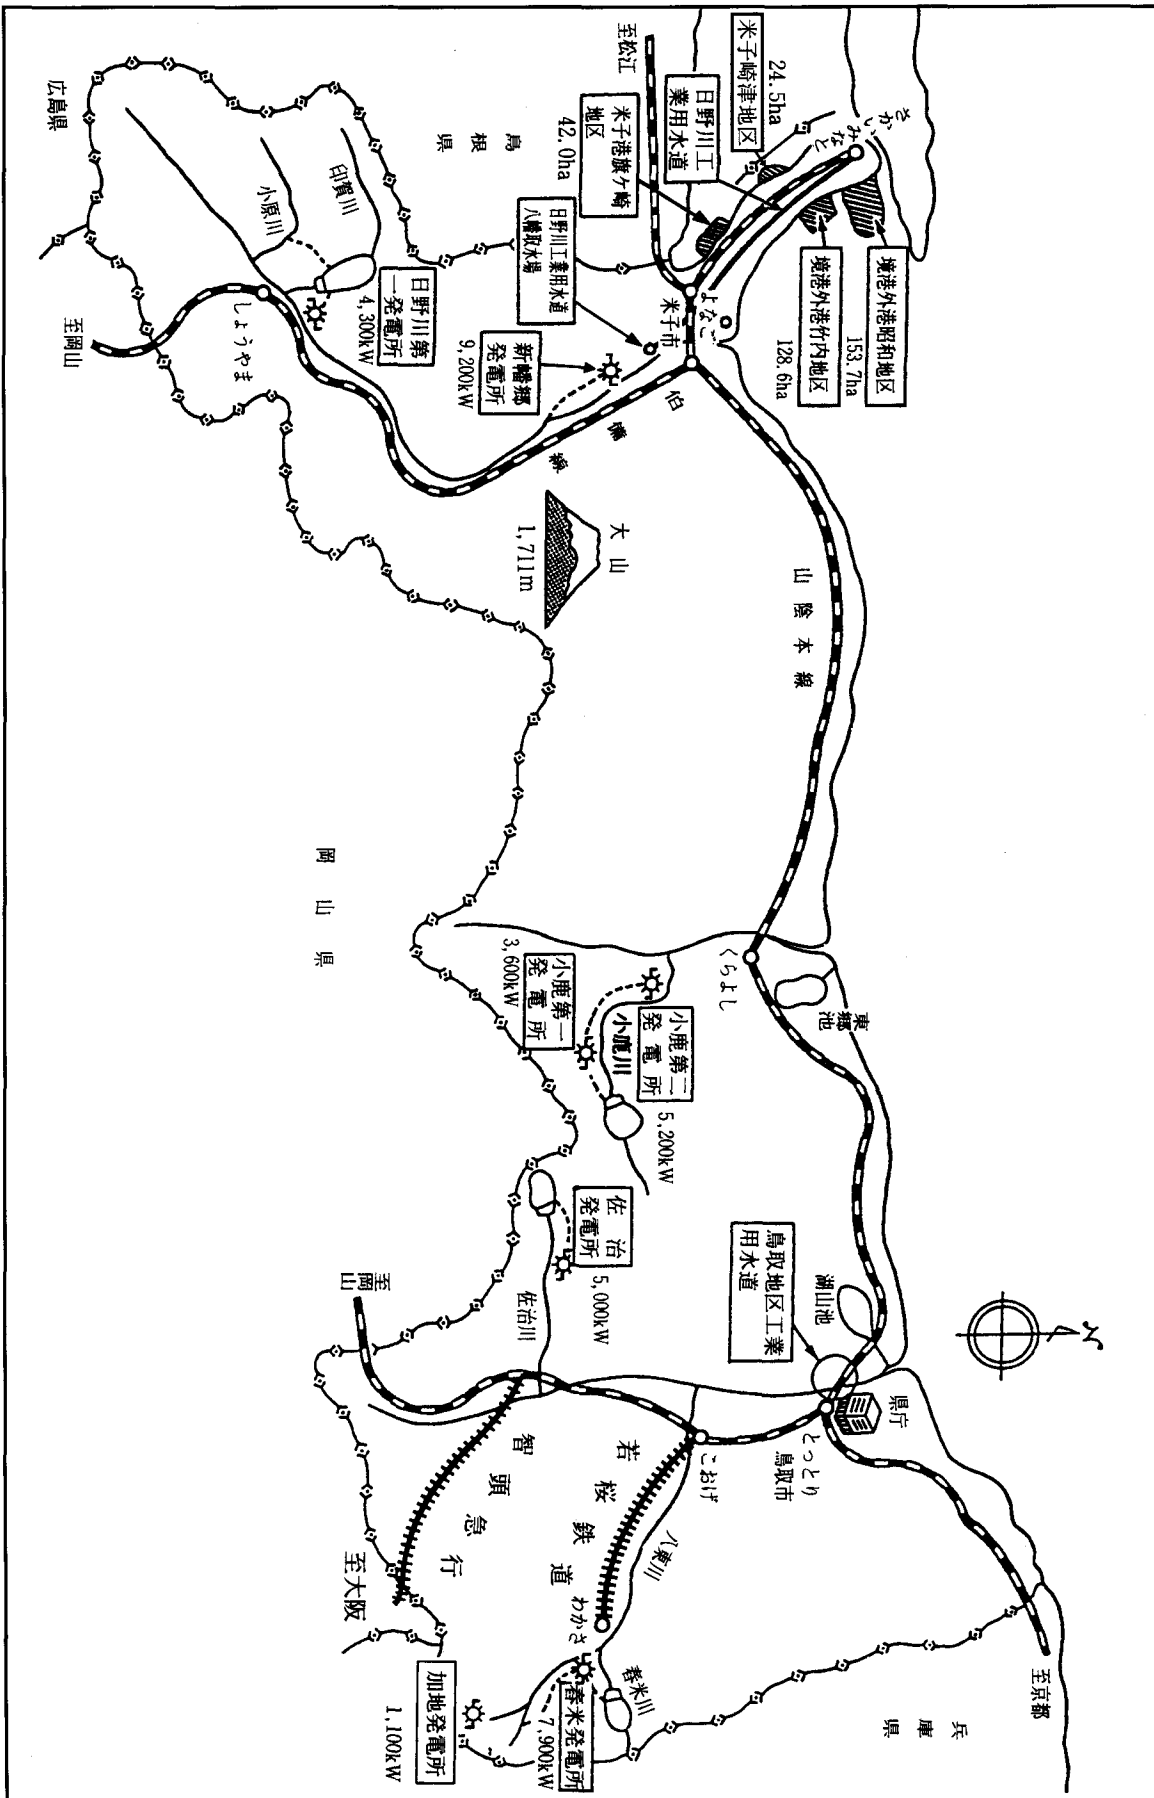 さかいみなと
境港外港昭和地区
153.7ha
境港外港竹内地区
128.6ha
米子崎津地区
24.5ha
日野川工
業用水道
米子港旗ケ崎
地区
42.0ha
至松江
よなご
米子市
日野川工業用水道
八幡取水場
新幡郷
発電所
9,200kW
伯備線
島根県
広島県
印賀川
小原川
日野川第
一発電所
4,300kW
しょうやま
至岡山
大山
1,711m
山陰本線
岡山県
くらよし
東郷
池
小鹿第二
発電所
5,200kW
小鹿川
小鹿第一
発電所
3,600kW
佐治
発電所
5,000kW
佐治川
至岡山
鳥取地区工業
用水道
湖山池
N
県庁
とっとり
鳥取市
こおげ
若桜鉄道
智頭急行
至大阪
八東川
わかさ
春米川
春米発電所
7,900kW
加地発電所
1,100kW
至京都
兵庫県